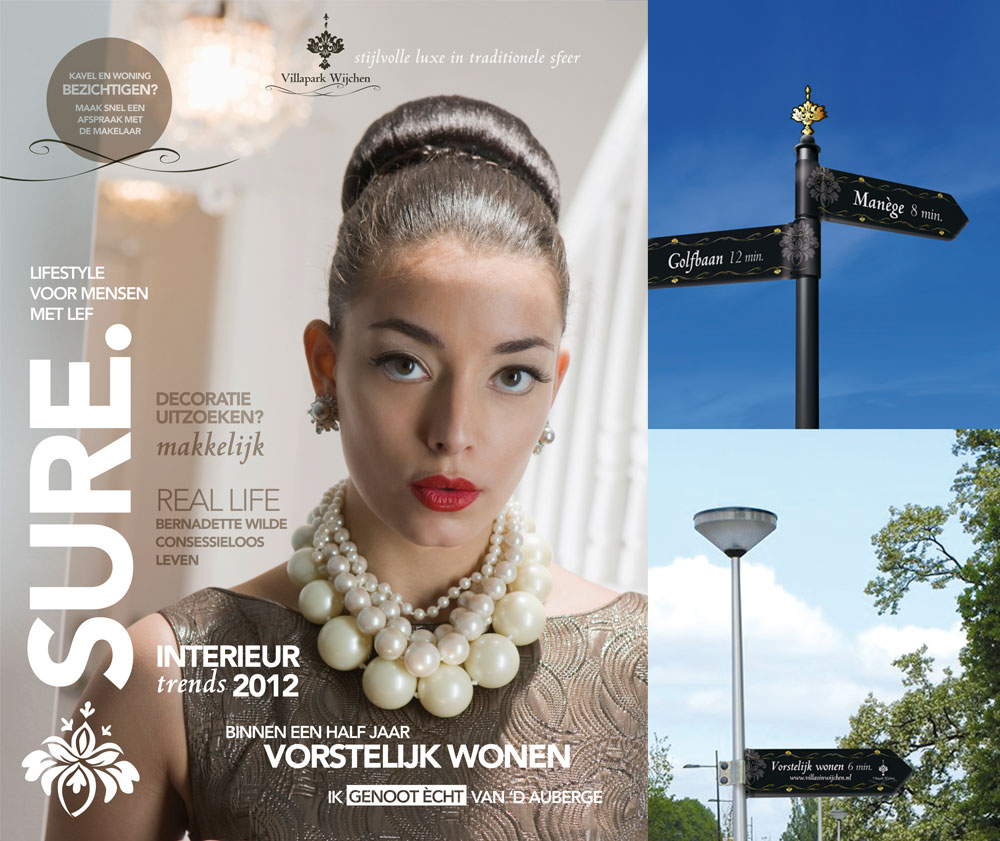 Villapark Wijchen
stijlvolle luxe in traditionele sfeer
KAVEL EN WONING
BEZICHTIGEN?
MAAK SNEL EEN
AFSPRAAK MET
DE MAKELAAR
LIFESTYLE
VOOR MENSEN
MET LEF
SURE.
DECORATIE
UITZOEKEN?
makkelijk
REAL LIFE
BERNADETTE WILDE
CONSESSIELOOS
LEVEN
INTERIEUR
trends 2012
BINNEN EEN HALF JAAR
VORSTELIJK WONEN
IK GENOOT ÈCHT VAN 'D AUBERGE
Manège 8 min.
Golfbaan 12 min.
Vorstelijk wonen 6 min.
www.villasinwijchen.nl